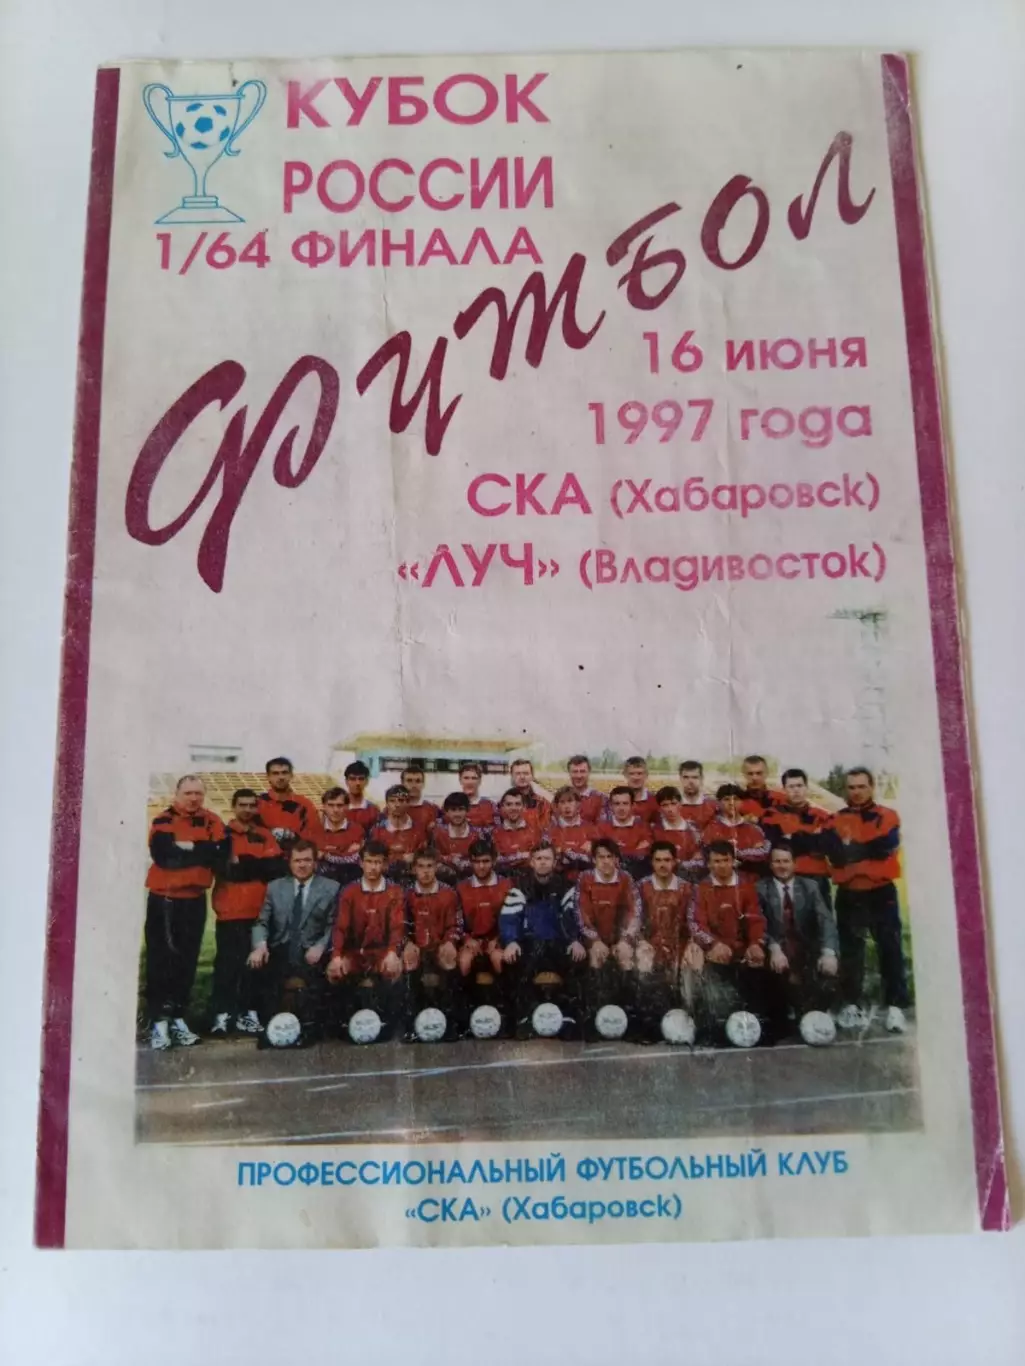 КУБОК
РОССИИ
1/64 ФИНАЛА
футбол
16 июня
1997 года
СКА (Хабаровск)
«ЛУЧ» (Владивосток)
ПРОФЕССИОНАЛЬНЫЙ ФУТБОЛЬНЫЙ КЛУБ
«СКА» (Хабаровск)